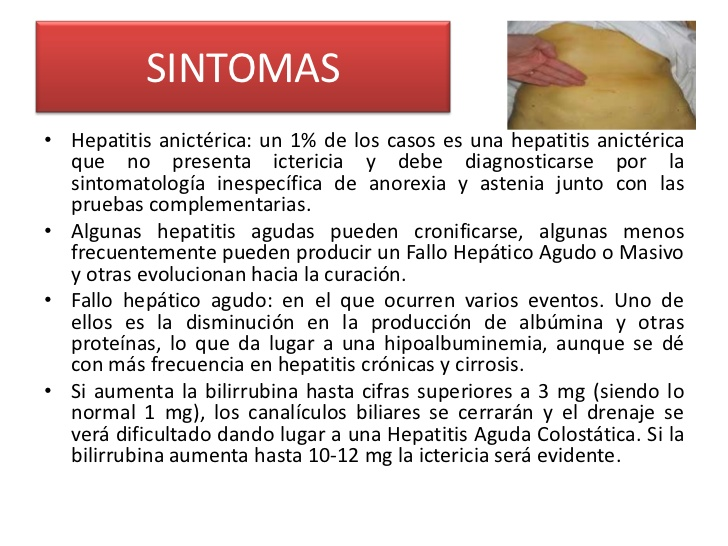 SINTOMAS
• Hepatitis anictérica: un 1% de los casos es una hepatitis anictérica
que no presenta ictericia y debe diagnosticarse por la
sintomatología inespecífica de anorexia y astenia junto con las
pruebas complementarias.
• Algunas hepatitis agudas pueden cronificarse, algunas menos
frecuentemente pueden producir un Fallo Hepático Agudo o Masivo
y otras evolucionan hacia la curación.
• Fallo hepático agudo: en el que ocurren varios eventos. Uno de
ellos es la disminución en la producción de albúmina y otras
proteínas, lo que da lugar a una hipoalbuminemia, aunque se dé
con más frecuencia en hepatitis crónicas y cirrosis.
• Si aumenta la bilirrubina hasta cifras superiores a 3 mg (siendo lo
normal 1 mg), los canalículos biliares se cerrarán y el drenaje se
verá dificultado dando lugar a una Hepatitis Aguda Colostática. Si la
bilirrubina aumenta hasta 10-12 mg la ictericia será evidente.